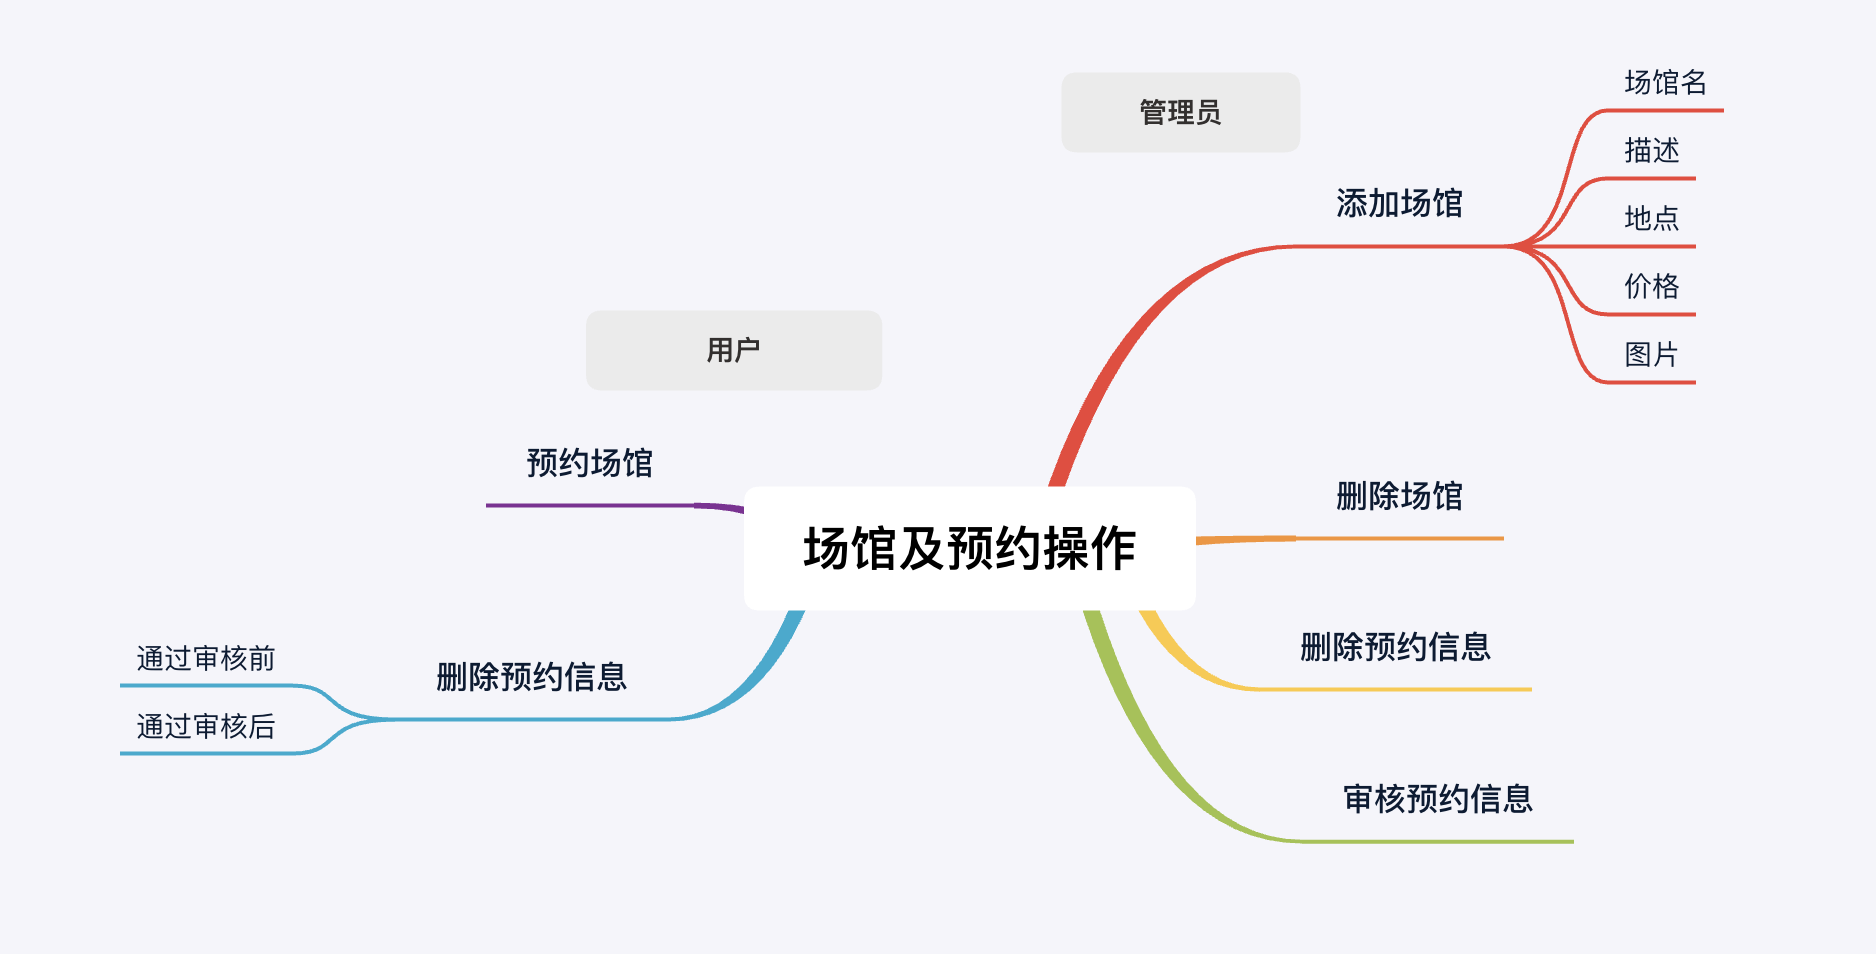 管理员
添加场馆
场馆名
描述
地点
价格
图片
用户
预约场馆
场馆及预约操作
删除场馆
删除预约信息
审核预约信息
删除预约信息
通过审核前
通过审核后